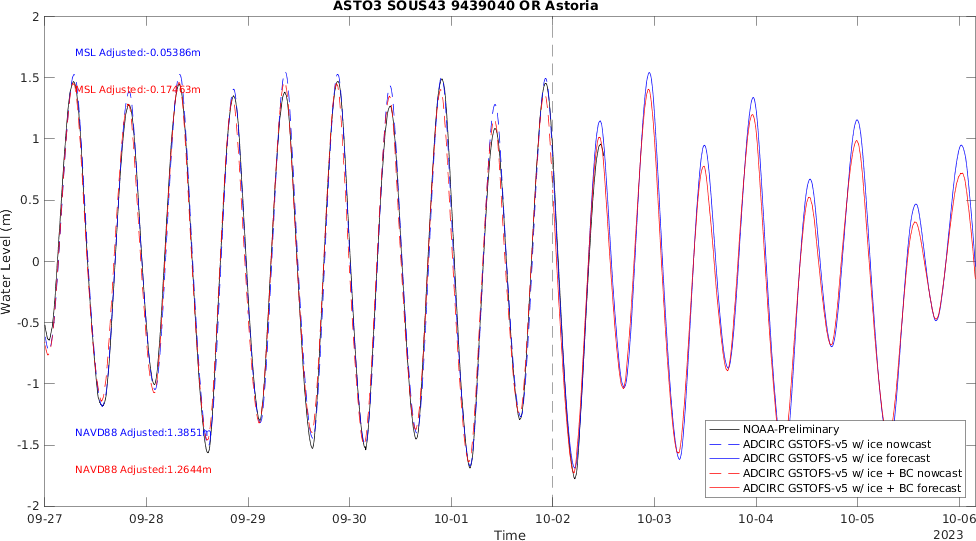 ASTO3 SOUS43 9439040 OR Astoria
MSL Adjusted:-0.05386m
MSL Adjusted:-0.17463m
NAVD88 Adjusted:1.3851m
NAVD88 Adjusted:1.2644m
Water Level (m)
2
1.5
1
0.5
0
-0.5
-1
-1.5
-2
NOAA-Preliminary
ADCIRC GSTOFS-v5 w/ ice nowcast
ADCIRC GSTOFS-v5 w/ ice forecast
ADCIRC GSTOFS-v5 w/ ice + BC nowcast
ADCIRC GSTOFS-v5 w/ ice + BC forecast
09-27 09-28 09-29 09-30 10-01 10-02 10-03 10-04 10-05 10-06
2023
Time